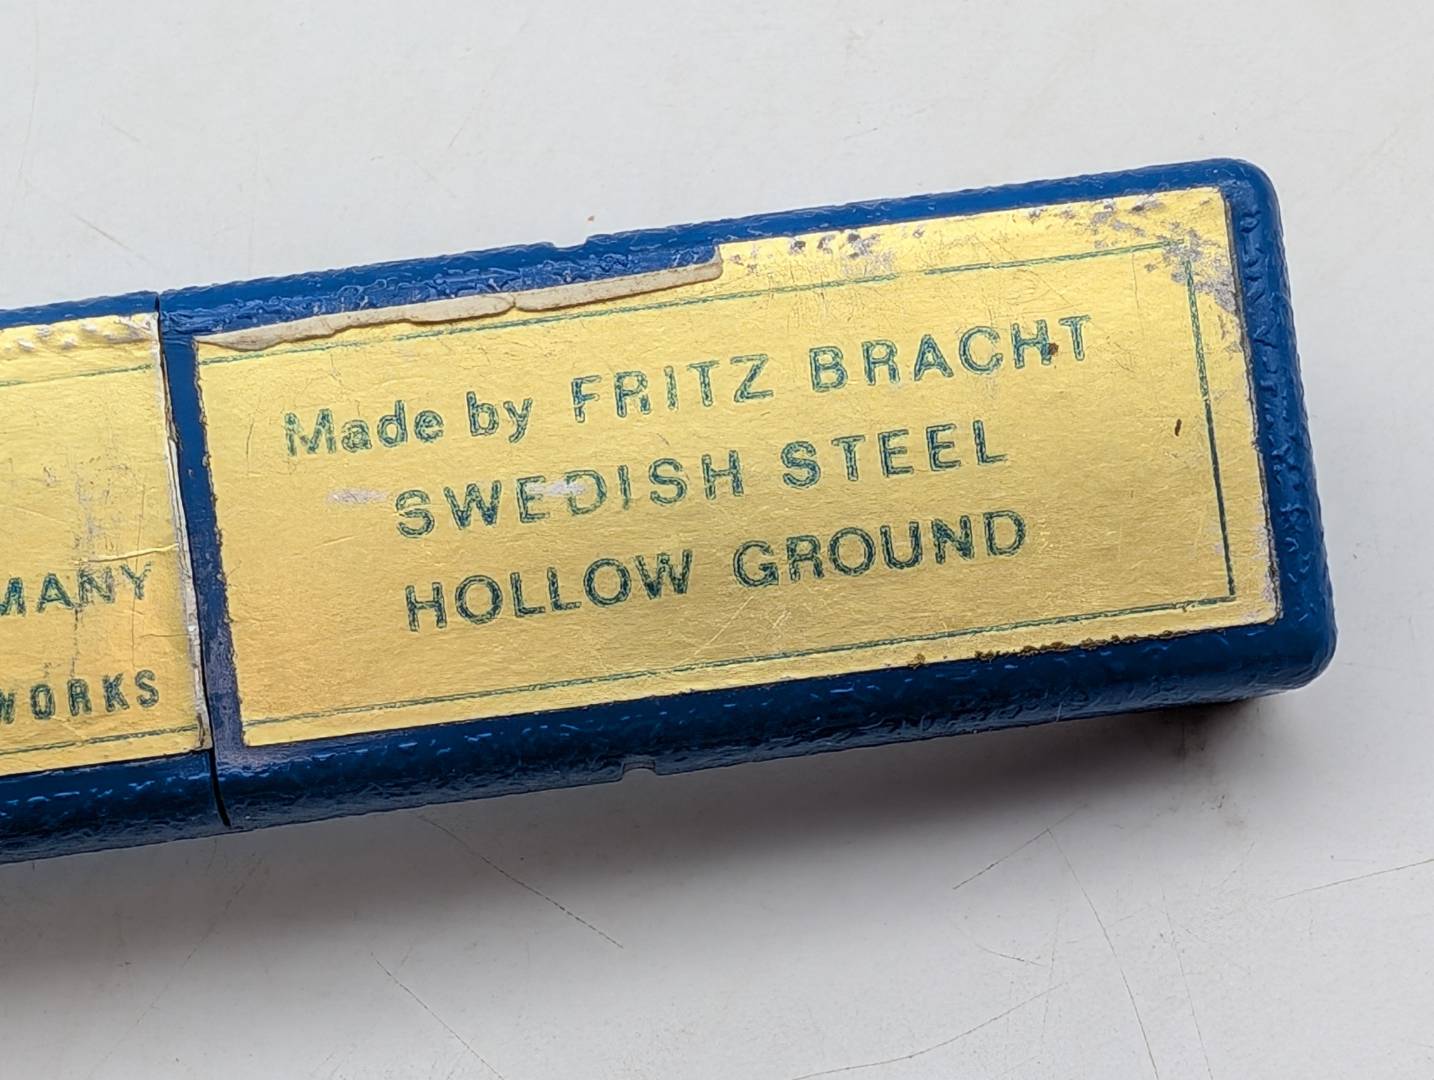 Made by FRITZ BRACHT
SWEDISH STEEL
HOLLOW GROUND
MANY
WORKS